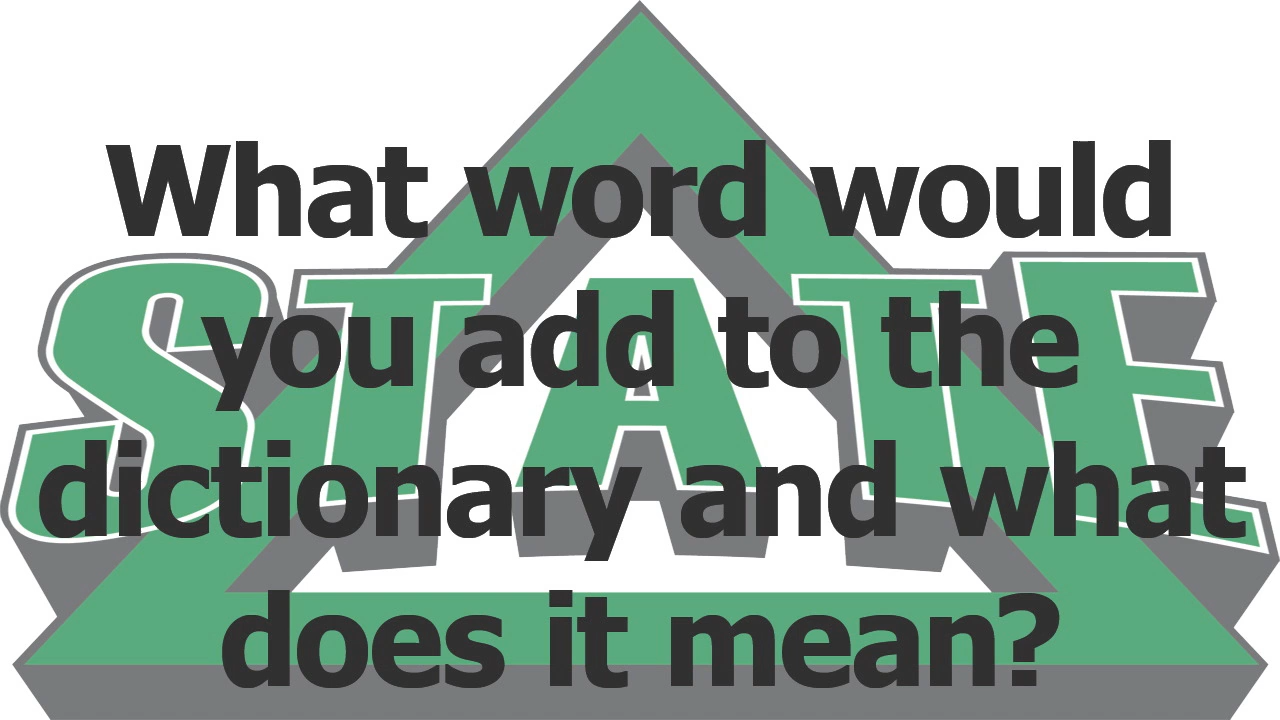 What word would
STATE
you add to the
dictionary and what
does it mean?